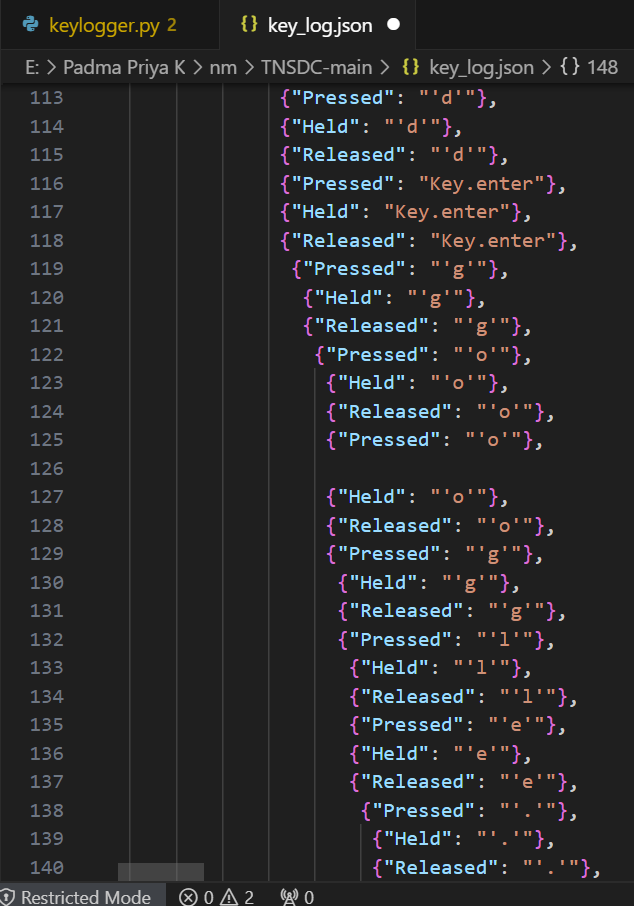 keylogger.py 2 {} key_log.json
E: > Padma Priya K > nm > TNSDC-main > {} key_log.json > {} 148
113 {"Pressed": "'d'"},
114 {"Held": "'d'"},
115 {"Released": "'d'"},
116 {"Pressed": "Key.enter"},
117 {"Held": "Key.enter"},
118 {"Released": "Key.enter"},
119 {"Pressed": "'g'"},
120 {"Held": "'g'"},
121 {"Released": "'g'"},
122 {"Pressed": "'o'"},
123 {"Held": "'o'"},
124 {"Released": "'o'"},
125 {"Pressed": "'o'"},
126
127 {"Held": "'o'"},
128 {"Released": "'o'"},
129 {"Pressed": "'g'"},
130 {"Held": "'g'"},
131 {"Released": "'g'"},
132 {"Pressed": "'l'"},
133 {"Held": "'l'"},
134 {"Released": "'l'"},
135 {"Pressed": "'e'"},
136 {"Held": "'e'"},
137 {"Released": "'e'"},
138 {"Pressed": "'.'"},
139 {"Held": "'.'"},
140 {"Released": "'.'"},
Restricted Mode 0 2 0